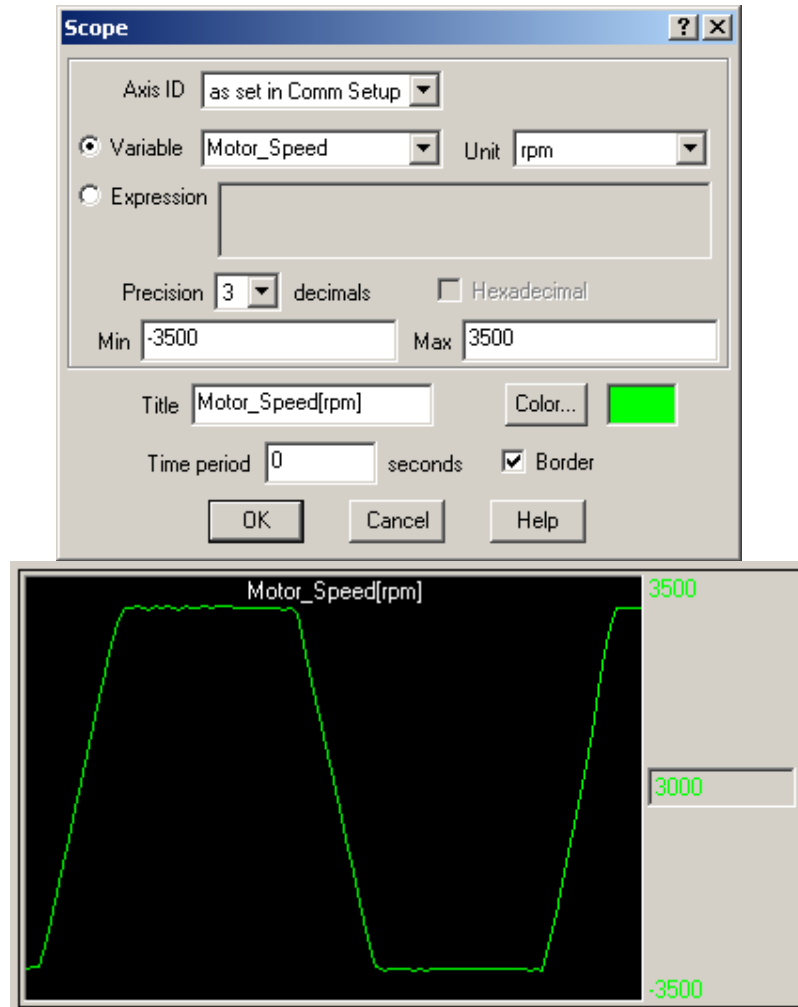 Scope
Axis ID as set in Comm Setup
Variable Motor_Speed Unit rpm
Expression
Precision 3 decimals Hexadecimal
Min -3500 Max 3500
Title Motor_Speed[rpm] Color...
Time period 0 seconds Border
OK Cancel Help
Motor_Speed[rpm] 3500
3000
-3500